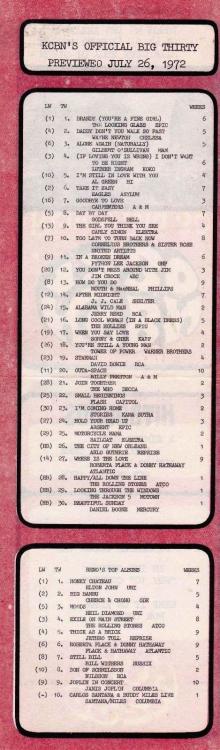 KCBN'S OFFICIAL BIG THIRTY
PREVIEWED JULY 26, 1972
LW TW WEEKS
(1) 1. BRANDY (YOU'RE A FINE GIRL) 6
THE LOOKING GLASS EPIC
(4) 2. DADDY DON'T YOU WALK SO FAST 5
WAYNE NEWTON CHELSEA
(6) 3. ALONE AGAIN (NATURALLY) 5
GILBERT O'SULLIVAN MAM
(3) 4. (IF LOVING YOU IS WRONG) I DON'T WANT
TO BE RIGHT 6
LUTHER INGRAM KOKO
(10) 5. I'M STILL IN LOVE WITH YOU 4
AL GREEN HI
(2) 6. TAKE IT EASY 7
EAGLES ASYLUM
(16) 7. GOODBYE TO LOVE 3
CARPENTERS A & M
(5) 8. DAY BY DAY 7
GODSPELL BELL
(13) 9. THE GIRL YOU THINK YOU SEE 4
CARLY SIMON ELEKTRA
(7) 10. TOO LATE TO TURN BACK NOW 8
CORNELIUS BROTHERS & SISTER ROSE
UNITED ARTISTS
(9) 11. IN A BROKEN DREAM 6
PYTHON LEE JACKSON GNP
(20) 12. YOU DON'T MESS AROUND WITH JIM 4
JIM CROCE ABC
(8) 13. HOW DO YOU DO 9
MOUTH & MacNEAL PHILLIPS
(12) 14. AFTER MIDNIGHT 7
J. J. CALE SHELTER
(24) 15. ALABAMA WILD MAN 4
JERRY REED RCA
(21) 16. LONG COOL WOMAN (IN A BLACK DRESS) 5
THE HOLLIES EPIC
(19) 17. WHEN YOU SAY LOVE 4
SONNY & CHER KAPP
(26) 18. YOU'RE STILL A YOUNG MAN 2
TOWER OF POWER WARNER BROTHERS
(23) 19. STARMAN 4
DAVID BOWIE RCA
(11) 20. OUTA-SPACE 10
BILLY PRESTON A & M
(28) 21. JOIN TOGETHER 2
THE WHO DECCA
(25) 22. SMALL BEGINNINGS 3
FLASH CAPITOL
(30) 23. I'M COMING HOME 2
STORIES KAMA SUTRA
(27) 24. HOLD YOUR HEAD UP 3
ARGENT EPIC
(29) 25. MOTORCYCLE MAMA 2
SAILCAT ELEKTRA
(HB) 26. THE CITY OF NEW ORLEANS 1
ARLO GUTHRIE REPRISE
(14) 27. WHERE IS THE LOVE 9
ROBERTA FLACK & DONNY HATHAWAY
ATLANTIC
(HB) 28. HAPPY/ALL DOWN THE LINE 1
THE ROLLING STONES ATCO
(HB) 29. LOOKING THROUGH THE WINDOWS 1
THE JACKSON 5 MOTOWN
(HB) 30. BEAUTIFUL SUNDAY 1
DANIEL BOONE MERCURY
LW TW RENO'S TOP ALBUMS WEEKS
(1) 1. HONKY CHATEAU 7
ELTON JOHN UNI
(2) 2. BIG BAMBU 5
CHEECH & CHONG ODE
(5) 3. MOODS 3
NEIL DIAMOND UNI
(3) 4. EXILE ON MAIN STREET 8
THE ROLLING STONES ATCO
(4) 5. THICK AS A BRICK 9
JETHRO TULL REPRISE
(6) 6. ROBERTA FLACK & DONNY HATHAWAY 5
FLACK & HATHAWAY ATLANTIC
(8) 7. STILL BILL 5
BILL WITHERS SUSSEX
(10) 8. SON OF SCHMILSSON 2
NILSSON RCA
(9) 9. JOPLIN IN CONCERT 10
JANIS JOPLIN COLUMBIA
(-) 10. CARLOS SANTANA & BUDDY MILES LIVE 1
SANTANA/MILES COLUMBIA